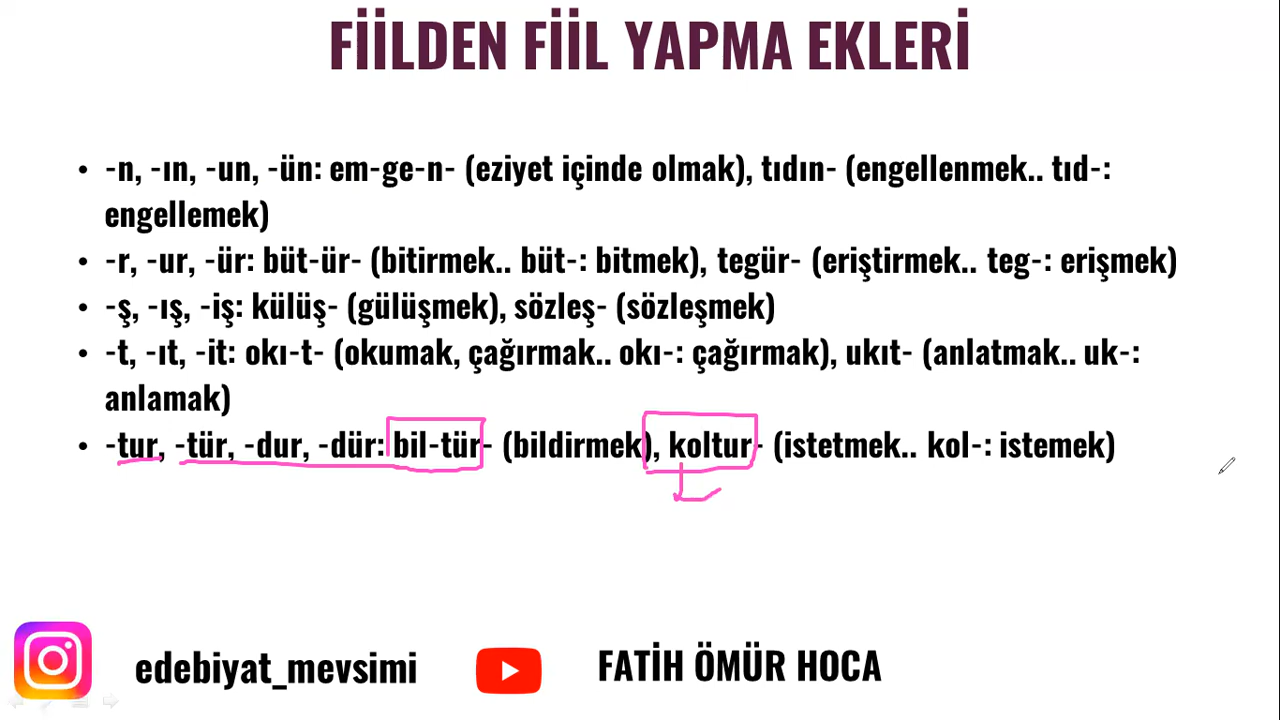 FİİLDEN FİİL YAPMA EKLERİ
• -n, -ın, -un, -ün: em-ge-n- (eziyet içinde olmak), tıdın- (engellenmek.. tıd-:
engellemek)
• -r, -ur, -ür: büt-ür- (bitirmek.. büt-: bitmek), tegür- (eriştirmek.. teg-: erişmek)
• -ş, -ış, -iş: külüş- (gülüşmek), sözleş- (sözleşmek)
• -t, -ıt, -it: okı-t- (okumak, çağırmak.. okı-: çağırmak), ukıt- (anlatmak.. uk-:
anlamak)
• -tur, -tür, -dur, -dür: bil-tür- (bildirmek), koltur- (istetmek.. kol-: istemek)
edebiyat_mevsimi
FATİH ÖMÜR HOCA